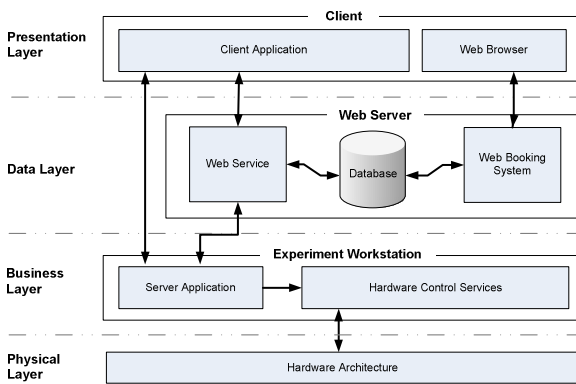 Client
Presentation
Layer
Client Application
Web Browser
Web Server
Data Layer
Web Service
Database
Web Booking
System
Experiment Workstation
Business
Layer
Server Application
Hardware Control Services
Physical
Layer
Hardware Architecture